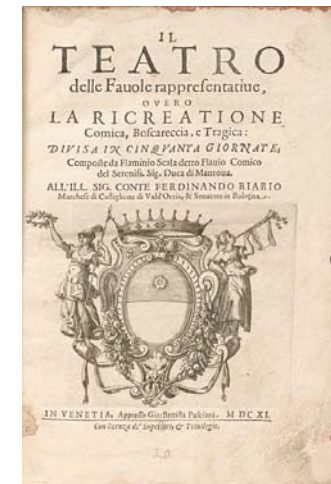 IL
TEATRO
delle Fauole rappresentatiue,
OVERO
LA RICREATIONE
Comica, Boscareccia, e Tragica:
DIVISA IN CINQVANTA GIORNATE;
Composte da Flaminio Scala detto Flauio Comico
del Sereniss. Sig. Duca di Mantoua.
ALL'ILL. SIG. CONTE FERDINANDO RIARIO
Marchese di Castiglione di Vald'Orcia, & Senatore in Bologna.
IN VENETIA, Appresso Gio: Battista Pulciani. M DC XI.
Con licenza de' Superiori, & Priuilegio.
20